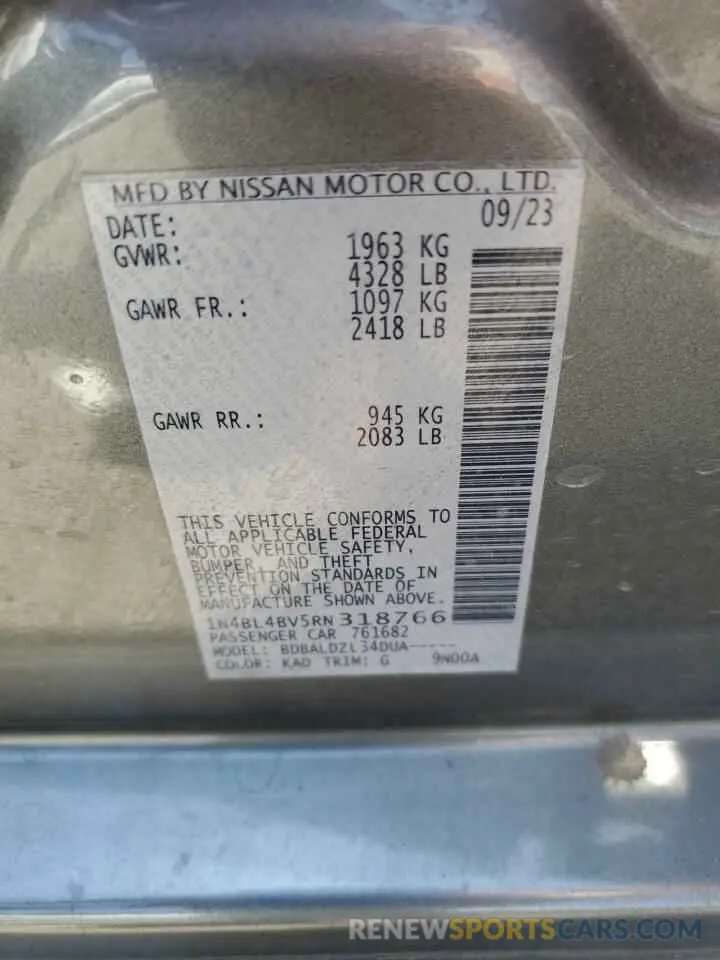 MFD BY NISSAN MOTOR CO., LTD.
DATE: 09/23
GVWR: 1963 KG
4328 LB
GAWR FR.: 1097 KG
2418 LB
GAWR RR.: 945 KG
2083 LB
THIS VEHICLE CONFORMS TO
ALL APPLICABLE FEDERAL
MOTOR VEHICLE SAFETY,
BUMPER, AND THEFT
PREVENTION STANDARDS IN
EFFECT ON THE DATE OF
MANUFACTURE SHOWN ABOVE.
1N4BL4BV5RN318766
PASSENGER CAR 761682
MODEL: BDBALDZL34DUA-----
COLOR: KAD TRIM: G 9N00A
RENEWSPORTSCARS.COM